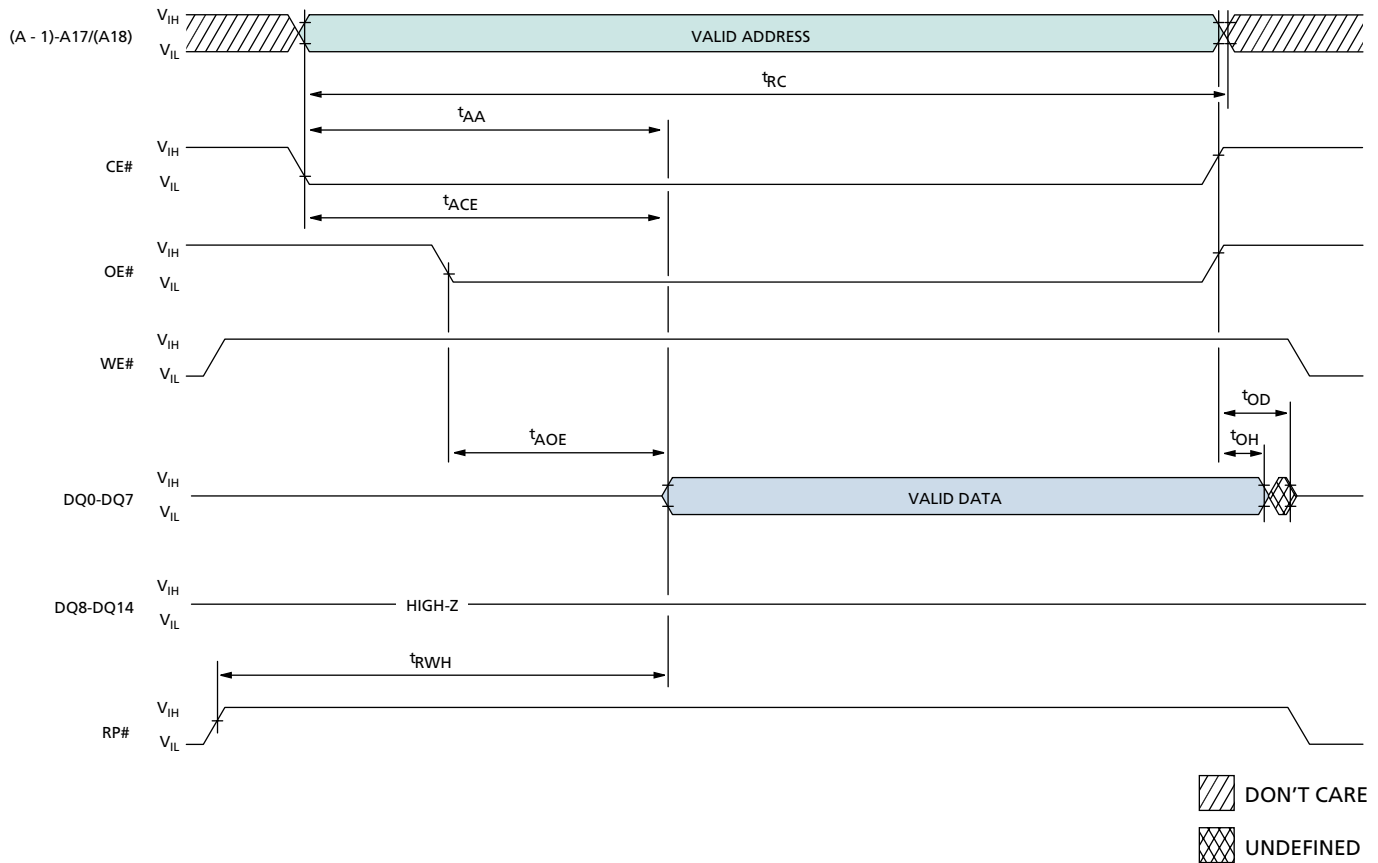 (A - 1)-A17/(A18)
VIH
VIL
VALID ADDRESS
tRC
tAA
CE#
VIH
VIL
tACE
OE#
VIH
VIL
WE#
VIH
VIL
tOD
tOH
tAOE
DQ0-DQ7
VIH
VIL
VALID DATA
DQ8-DQ14
VIH
VIL
HIGH-Z
tRWH
RP#
VIH
VIL
DON'T CARE
UNDEFINED